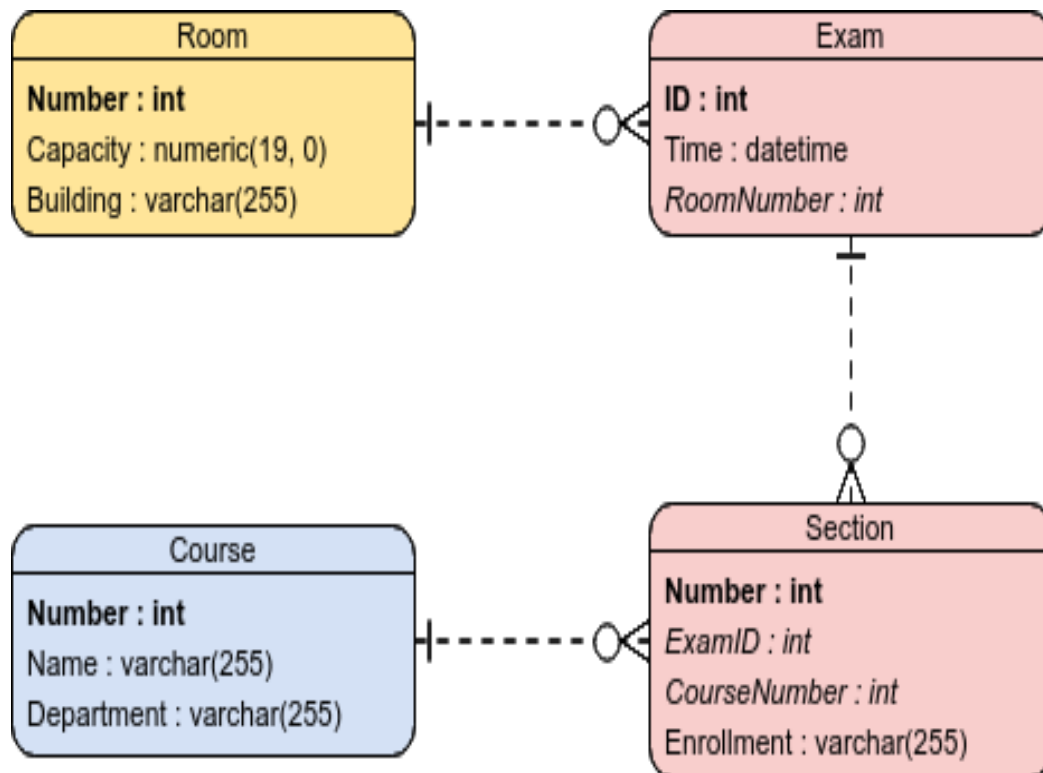 Room
Number : int
Capacity : numeric(19, 0)
Building : varchar(255)
Exam
ID : int
Time : datetime
RoomNumber : int
Course
Number : int
Name : varchar(255)
Department : varchar(255)
Section
Number : int
ExamID : int
CourseNumber : int
Enrollment : varchar(255)